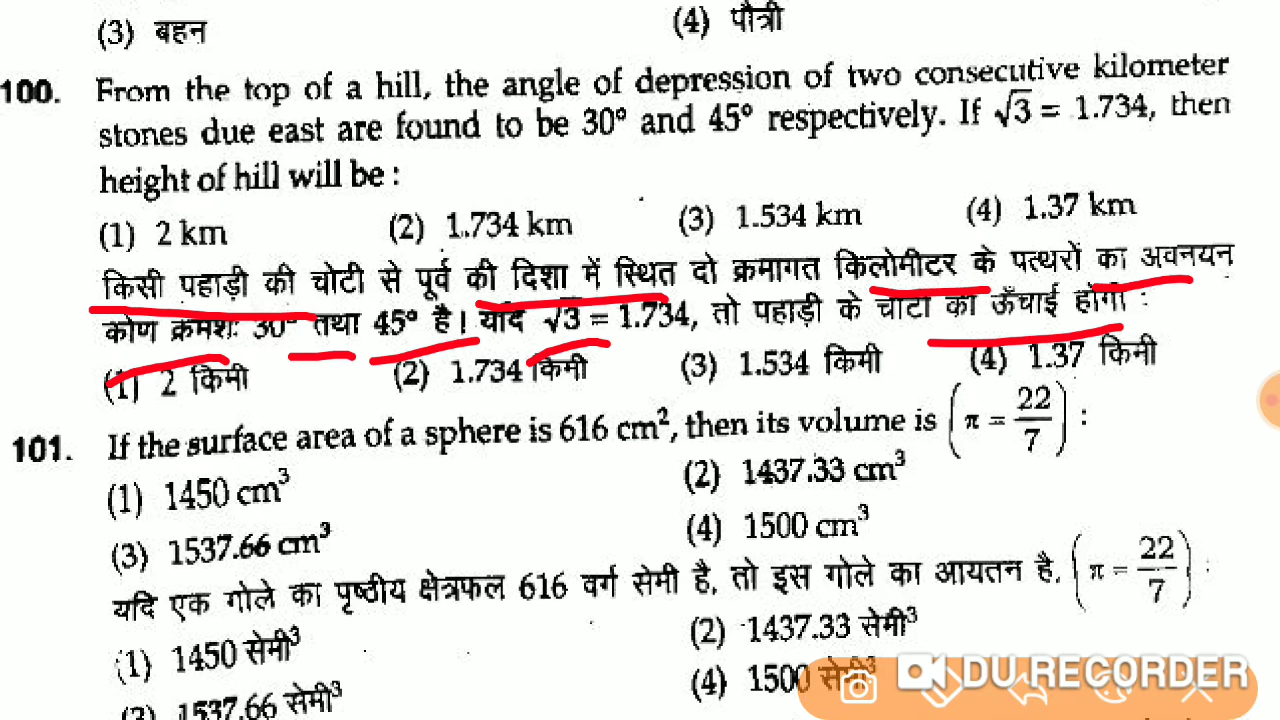 (3) बहन (4) पौत्री
100. From the top of a hill, the angle of depression of two consecutive kilometer
stones due east are found to be 30° and 45° respectively. If √3 = 1.734, then
height of hill will be :
(1) 2 km (2) 1.734 km (3) 1.534 km (4) 1.37 km
किसी पहाड़ी की चोटी से पूर्व की दिशा में स्थित दो क्रमागत किलोमीटर के पत्थरों का अवनयन
कोण क्रमशः 30° तथा 45° है। यदि √3 = 1.734, तो पहाड़ी के चोटी की ऊँचाई होगी :
(1) 2 किमी (2) 1.734 किमी (3) 1.534 किमी (4) 1.37 किमी
101. If the surface area of a sphere is 616 cm², then its volume is (π = 22/7) :
(1) 1450 cm³ (2) 1437.33 cm³
(3) 1537.66 cm³ (4) 1500 cm³
यदि एक गोले का पृष्ठीय क्षेत्रफल 616 वर्ग सेमी है, तो इस गोले का आयतन है, (π = 22/7) :
(1) 1450 सेमी³ (2) 1437.33 सेमी³
(3) 1537.66 सेमी³ (4) 1500 सेमी³
DU RECORDER